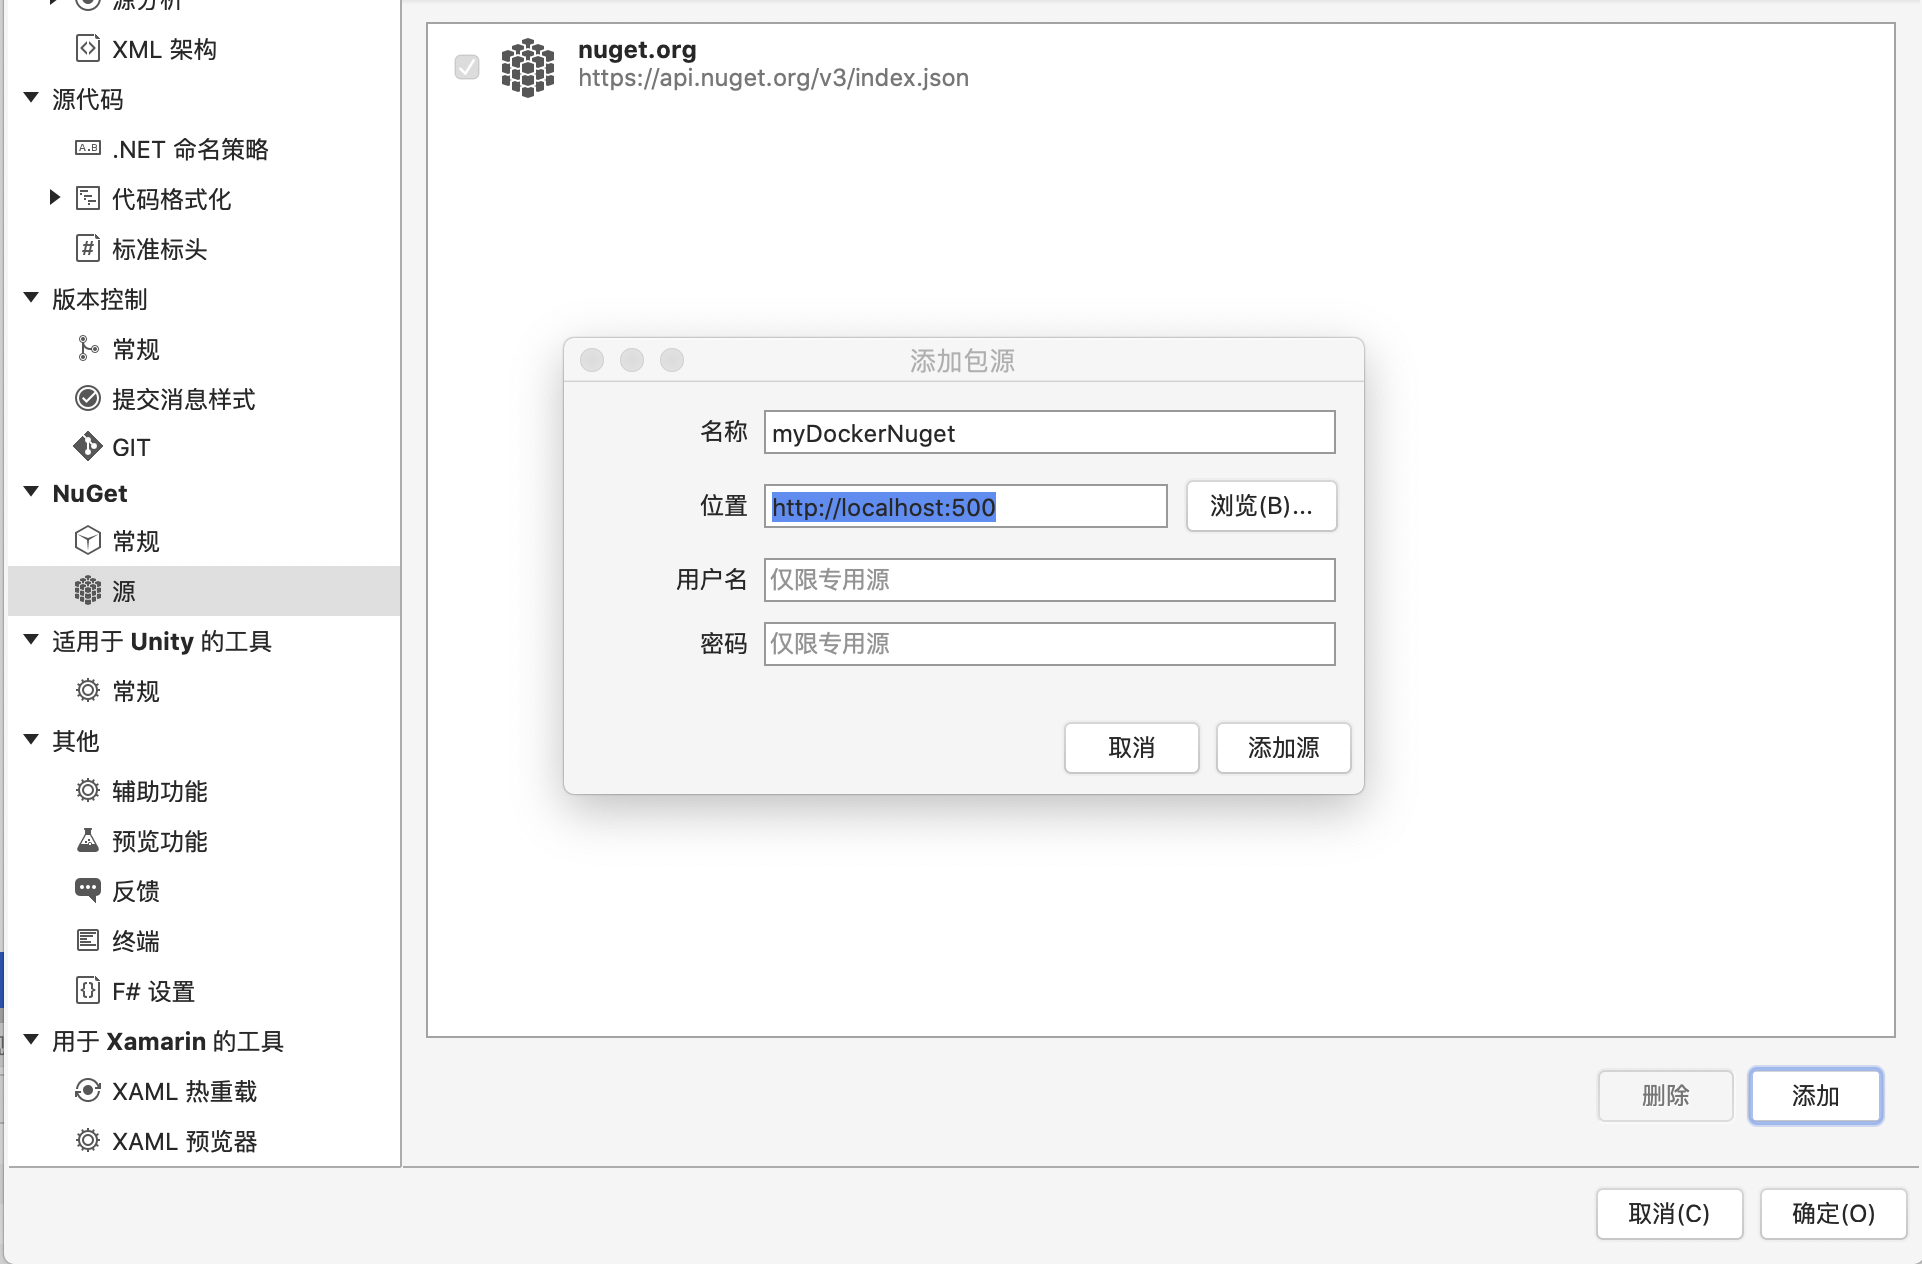 源分析
XML 架构
源代码
.NET 命名策略
代码格式化
标准标头
版本控制
常规
提交消息样式
GIT
NuGet
常规
源
适用于 Unity 的工具
常规
其他
辅助功能
预览功能
反馈
终端
F# 设置
用于 Xamarin 的工具
XAML 热重载
XAML 预览器
nuget.org
https://api.nuget.org/v3/index.json
添加包源
名称 myDockerNuget
位置 http://localhost:500 浏览(B)...
用户名 仅限专用源
密码 仅限专用源
取消 添加源
删除 添加
取消(C) 确定(O)